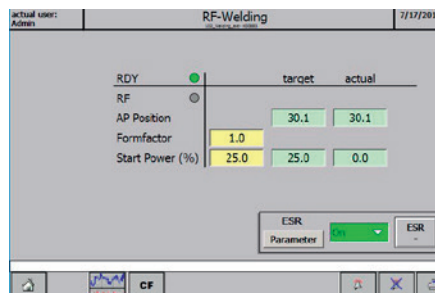 actual user:
Admin
RF-Welding
7/17/201
RDY target actual
RF
AP Position 30.1 30.1
Formfactor 1.0
Start Power (%) 25.0 25.0 0.0
ESR
Parameter
On
ESR
-
CF